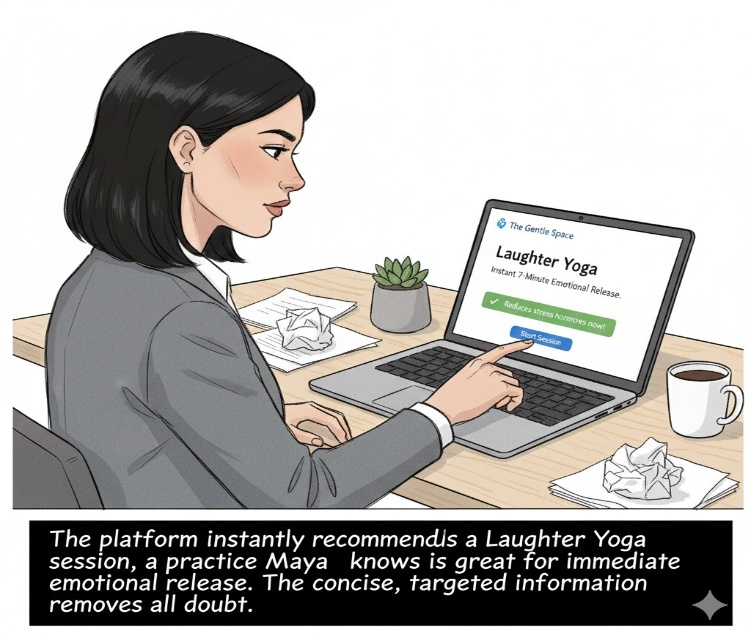 The Gentle Space
Laughter Yoga
Instant 7-Minute Emotional Release.
✓ Reduces stress hormones now!
Start Session
The platform instantly recommends a Laughter Yoga
session, a practice Maya knows is great for immediate
emotional release. The concise, targeted information
removes all doubt.